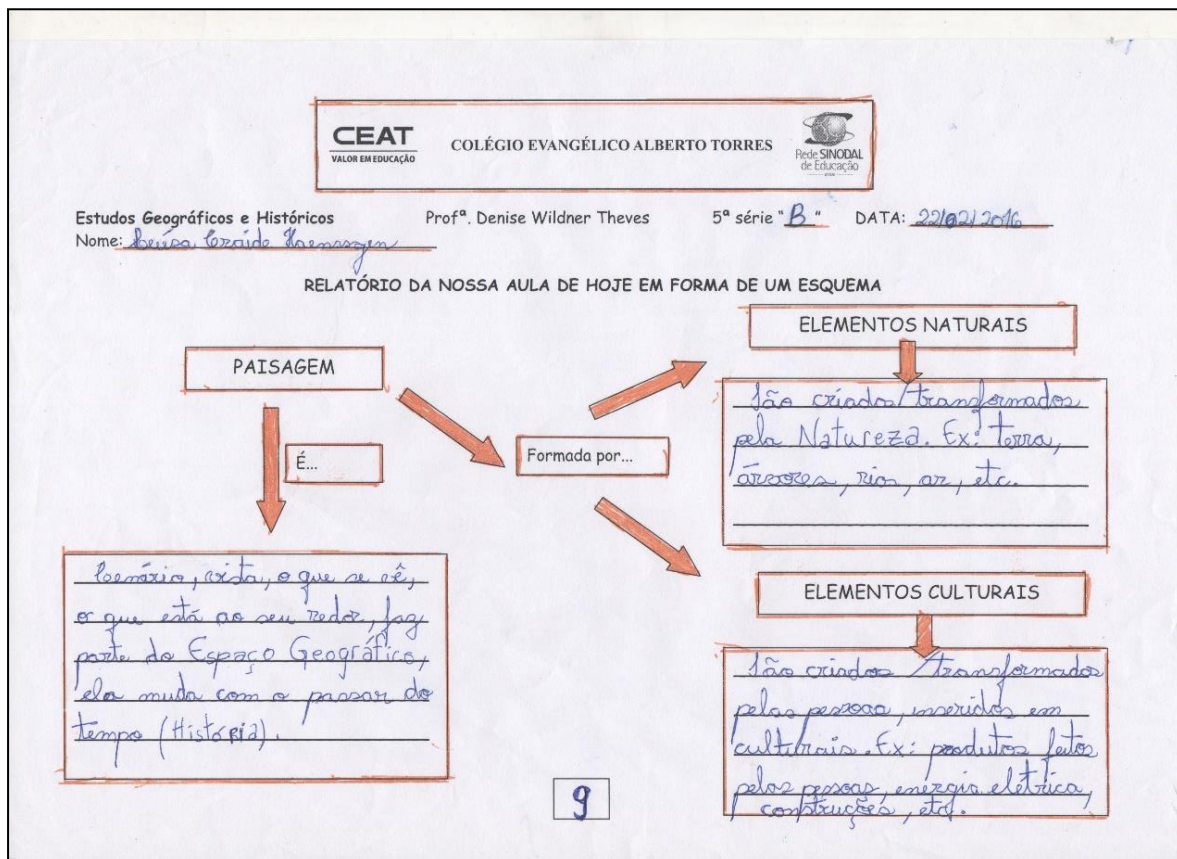 CEAT
VALOR EM EDUCAÇÃO
COLÉGIO EVANGÉLICO ALBERTO TORRES
Rede SINODAL
de Educação
Estudos Geográficos e Históricos Profª. Denise Wildner Theves 5ª série "B" DATA: 22/02/2016
Nome:
RELATÓRIO DA NOSSA AULA DE HOJE EM FORMA DE UM ESQUEMA
PAISAGEM
É...
Cenário, vista, o que se vê,
o que está ao seu redor, faz
parte do Espaço Geográfico,
ela muda com o passar do
tempo (História).
Formada por...
ELEMENTOS NATURAIS
São criados/transformados
pela Natureza. Ex: terra,
árvores, rios, ar, etc.
ELEMENTOS CULTURAIS
São criados/transformados
pelas pessoa, inseridos em
culturais. Ex: produtos feitos
pelas pessoas, energia elétrica,
construções, etc.
9